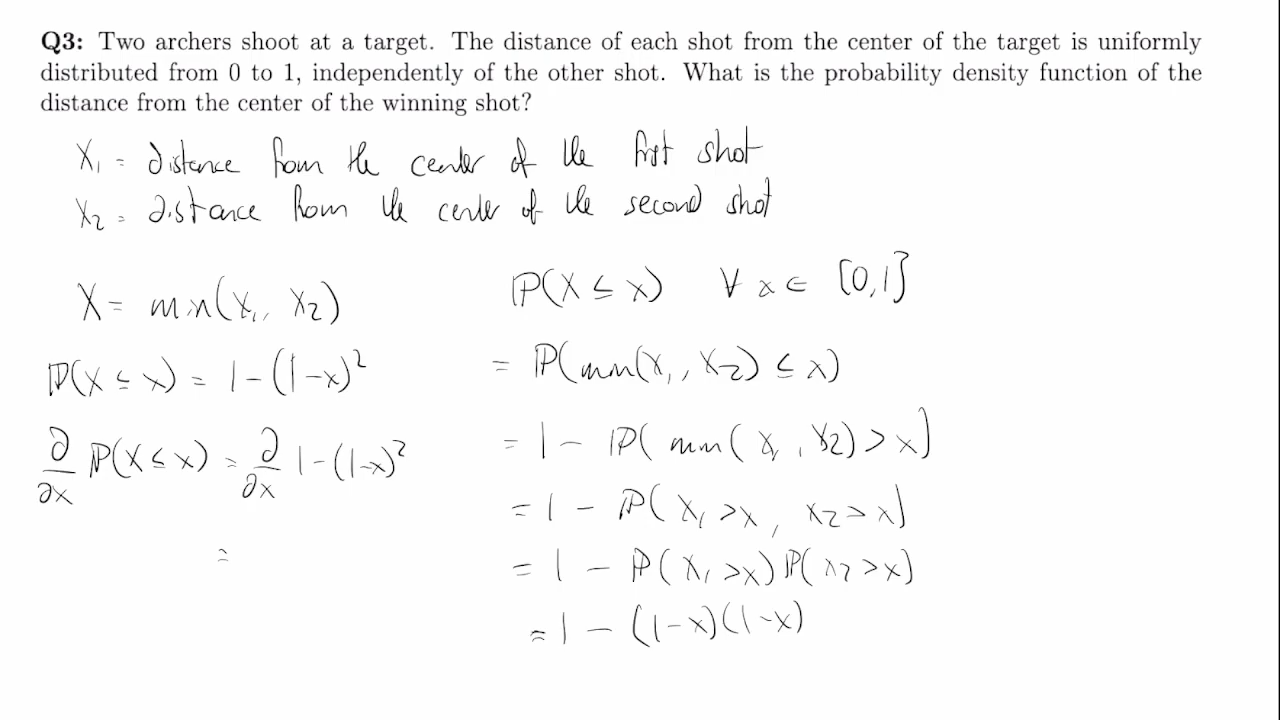 Q3: Two archers shoot at a target. The distance of each shot from the center of the target is uniformly
distributed from 0 to 1, independently of the other shot. What is the probability density function of the
distance from the center of the winning shot?
X₁ = distance from the center of the first shot
X₂ = distance from the center of the second shot
X = min(X₁, X₂)
ℙ(X ≤ x) = 1-(1-x)²
∂/∂x ℙ(X ≤ x) = ∂/∂x 1-(1-x)²
=
ℙ(X ≤ x) ∀ x ∈ [0,1]
= ℙ(min(X₁, X₂) ≤ x)
= 1 - ℙ(min(X₁, X₂) > x)
= 1 - ℙ(X₁ > x, X₂ > x)
= 1 - ℙ(X₁ > x)ℙ(X₂ > x)
= 1 - (1-x)(1-x)